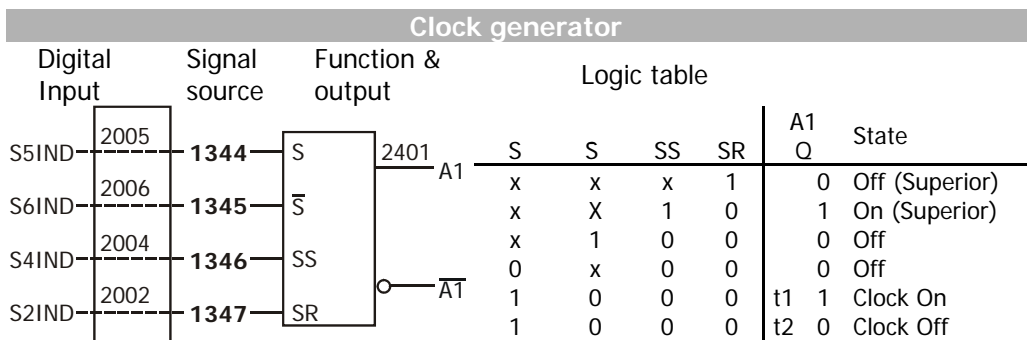 Clock generator
Digital Input
Signal source
Function & output
Logic table
S5IND 2005 1344 S 2401 A1
S6IND 2006 1345 S̅ 
S4IND 2004 1346 SS
A̅1̅
S2IND 2002 1347 SR
S S SS SR A1 Q State
x x x 1 0 Off (Superior)
x X 1 0 1 On (Superior)
x 1 0 0 0 Off
0 x 0 0 0 Off
1 0 0 0 t1 1 Clock On
1 0 0 0 t2 0 Clock Off